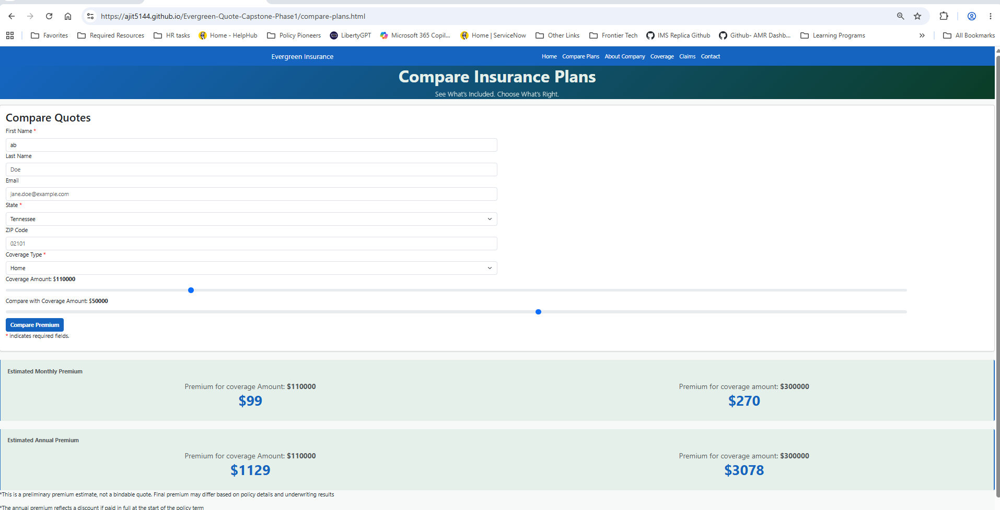 https://ajit5144.github.io/Evergreen-Quote-Capstone-Phase1/compare-plans.html
Favorites Required Resources HR tasks Home - HelpHub Policy Pioneers LibertyGPT Microsoft 365 Copil... Home | ServiceNow Other Links Frontier Tech IMS Replica Github Github- AMR Dashb... Learning Programs » All Bookmarks
Evergreen Insurance Home Compare Plans About Company Coverage Claims Contact
Compare Insurance Plans
See What's Included. Choose What's Right.
Compare Quotes
First Name *
ab
Last Name
Doe
Email
jane.doe@example.com
State *
Tennessee
ZIP Code
02101
Coverage Type *
Home
Coverage Amount: $110000
Compare with Coverage Amount: $50000
Compare Premium
* indicates required fields.
Estimated Monthly Premium
Premium for coverage Amount: $110000 Premium for coverage amount: $300000
$99 $270
Estimated Annual Premium
Premium for coverage Amount: $110000 Premium for coverage amount: $300000
$1129 $3078
*This is a preliminary premium estimate, not a bindable quote. Final premium may differ based on policy details and underwriting results
*The annual premium reflects a discount if paid in full at the start of the policy term